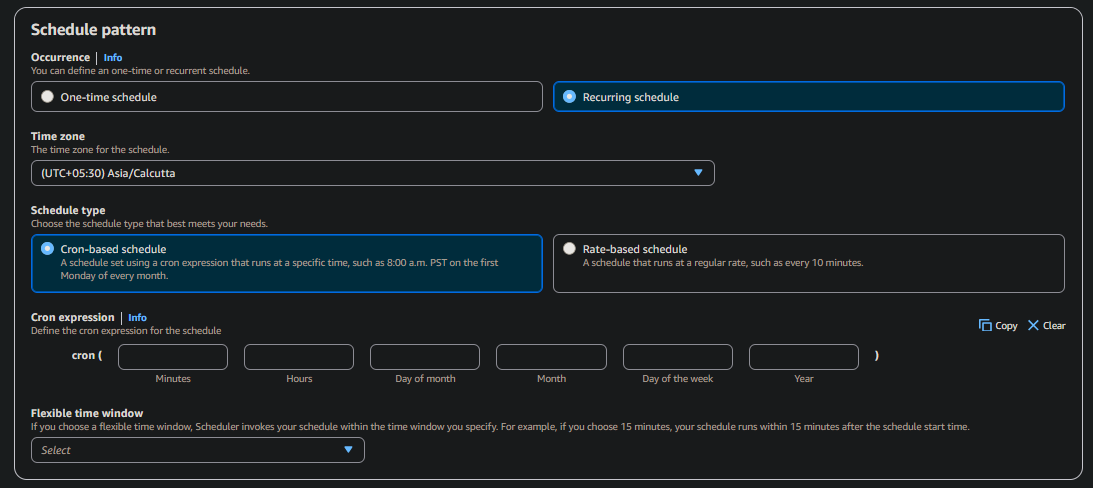 Schedule pattern
Occurrence | Info
You can define an one-time or recurrent schedule.
One-time schedule
Recurring schedule
Time zone
The time zone for the schedule.
(UTC+05:30) Asia/Calcutta
Schedule type
Choose the schedule type that best meets your needs.
Cron-based schedule
A schedule set using a cron expression that runs at a specific time, such as 8:00 a.m. PST on the first
Monday of every month.
Rate-based schedule
A schedule that runs at a regular rate, such as every 10 minutes.
Cron expression | Info
Define the cron expression for the schedule
Copy Clear
cron ( )
Minutes Hours Day of month Month Day of the week Year
Flexible time window
If you choose a flexible time window, Scheduler invokes your schedule within the time window you specify. For example, if you choose 15 minutes, your schedule runs within 15 minutes after the schedule start time.
Select